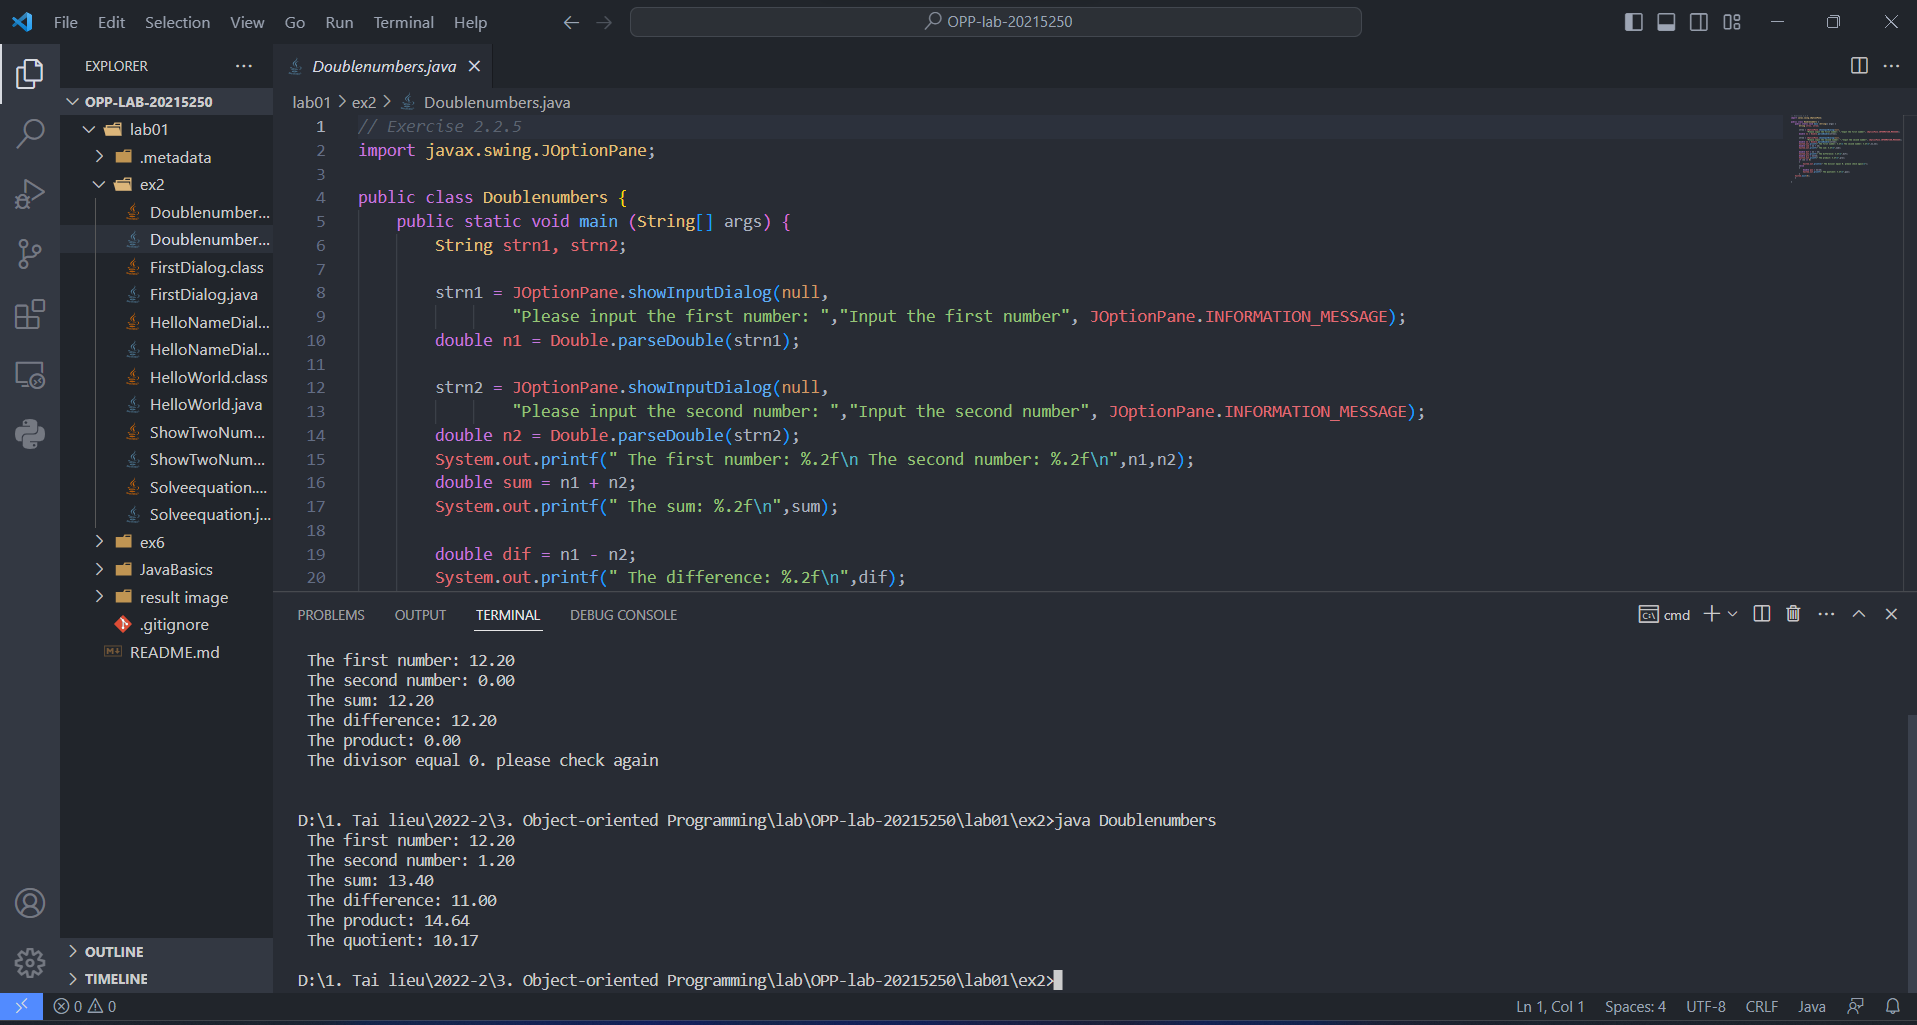 File Edit Selection View Go Run Terminal Help OPP-lab-20215250
EXPLORER
OPP-LAB-20215250
lab01
.metadata
ex2
Doublenumber...
Doublenumber...
FirstDialog.class
FirstDialog.java
HelloNameDial...
HelloNameDial...
HelloWorld.class
HelloWorld.java
ShowTwoNum...
ShowTwoNum...
Solveequation....
Solveequation.j...
ex6
JavaBasics
result image
.gitignore
README.md
OUTLINE
TIMELINE
Doublenumbers.java
lab01 > ex2 > Doublenumbers.java
1 // Exercise 2.2.5
2 import javax.swing.JOptionPane;
3
4 public class Doublenumbers {
5 public static void main (String[] args) {
6 String strn1, strn2;
7
8 strn1 = JOptionPane.showInputDialog(null,
9 "Please input the first number: ","Input the first number", JOptionPane.INFORMATION_MESSAGE);
10 double n1 = Double.parseDouble(strn1);
11
12 strn2 = JOptionPane.showInputDialog(null,
13 "Please input the second number: ","Input the second number", JOptionPane.INFORMATION_MESSAGE);
14 double n2 = Double.parseDouble(strn2);
15 System.out.printf(" The first number: %.2f\n The second number: %.2f\n",n1,n2);
16 double sum = n1 + n2;
17 System.out.printf(" The sum: %.2f\n",sum);
18
19 double dif = n1 - n2;
20 System.out.printf(" The difference: %.2f\n",dif);
PROBLEMS OUTPUT TERMINAL DEBUG CONSOLE cmd
The first number: 12.20
The second number: 0.00
The sum: 12.20
The difference: 12.20
The product: 0.00
The divisor equal 0. please check again
D:\1. Tai lieu\2022-2\3. Object-oriented Programming\lab\OPP-lab-20215250\lab01\ex2>java Doublenumbers
The first number: 12.20
The second number: 1.20
The sum: 13.40
The difference: 11.00
The product: 14.64
The quotient: 10.17
D:\1. Tai lieu\2022-2\3. Object-oriented Programming\lab\OPP-lab-20215250\lab01\ex2>
0 0 Ln 1, Col 1 Spaces: 4 UTF-8 CRLF Java